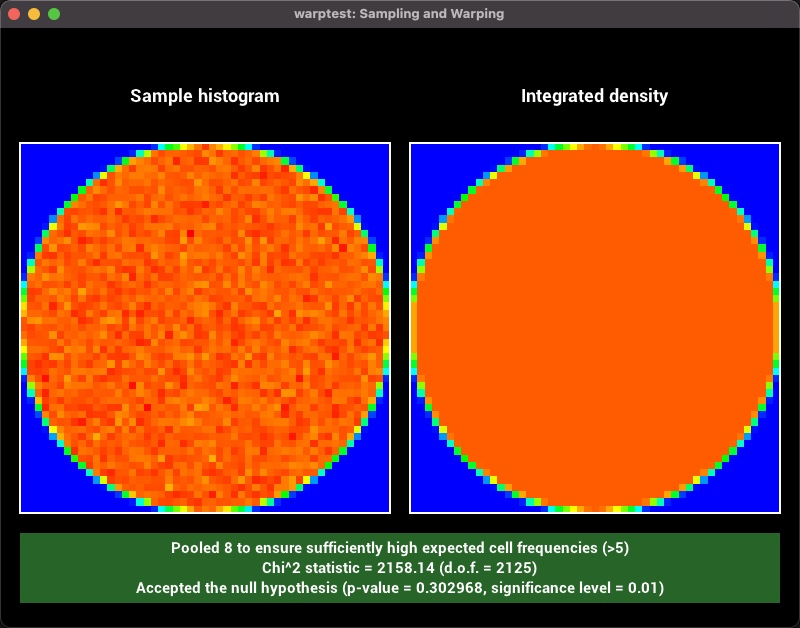 warptest: Sampling and Warping
Sample histogram
Integrated density
Pooled 8 to ensure sufficiently high expected cell frequencies (>5)
Chi^2 statistic = 2158.14 (d.o.f. = 2125)
Accepted the null hypothesis (p-value = 0.302968, significance level = 0.01)